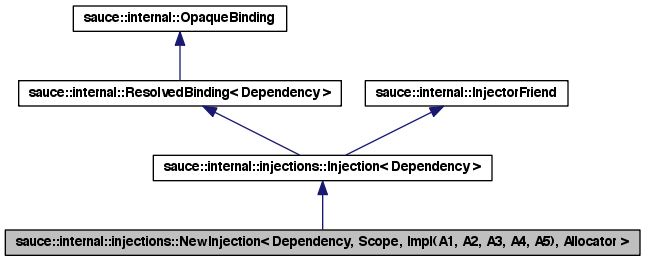 sauce::internal::OpaqueBinding
sauce::internal::ResolvedBinding< Dependency >
sauce::internal::InjectorFriend
sauce::internal::injections::Injection< Dependency >
sauce::internal::injections::NewInjection< Dependency, Scope, Impl( A1, A2, A3, A4, A5), Allocator >